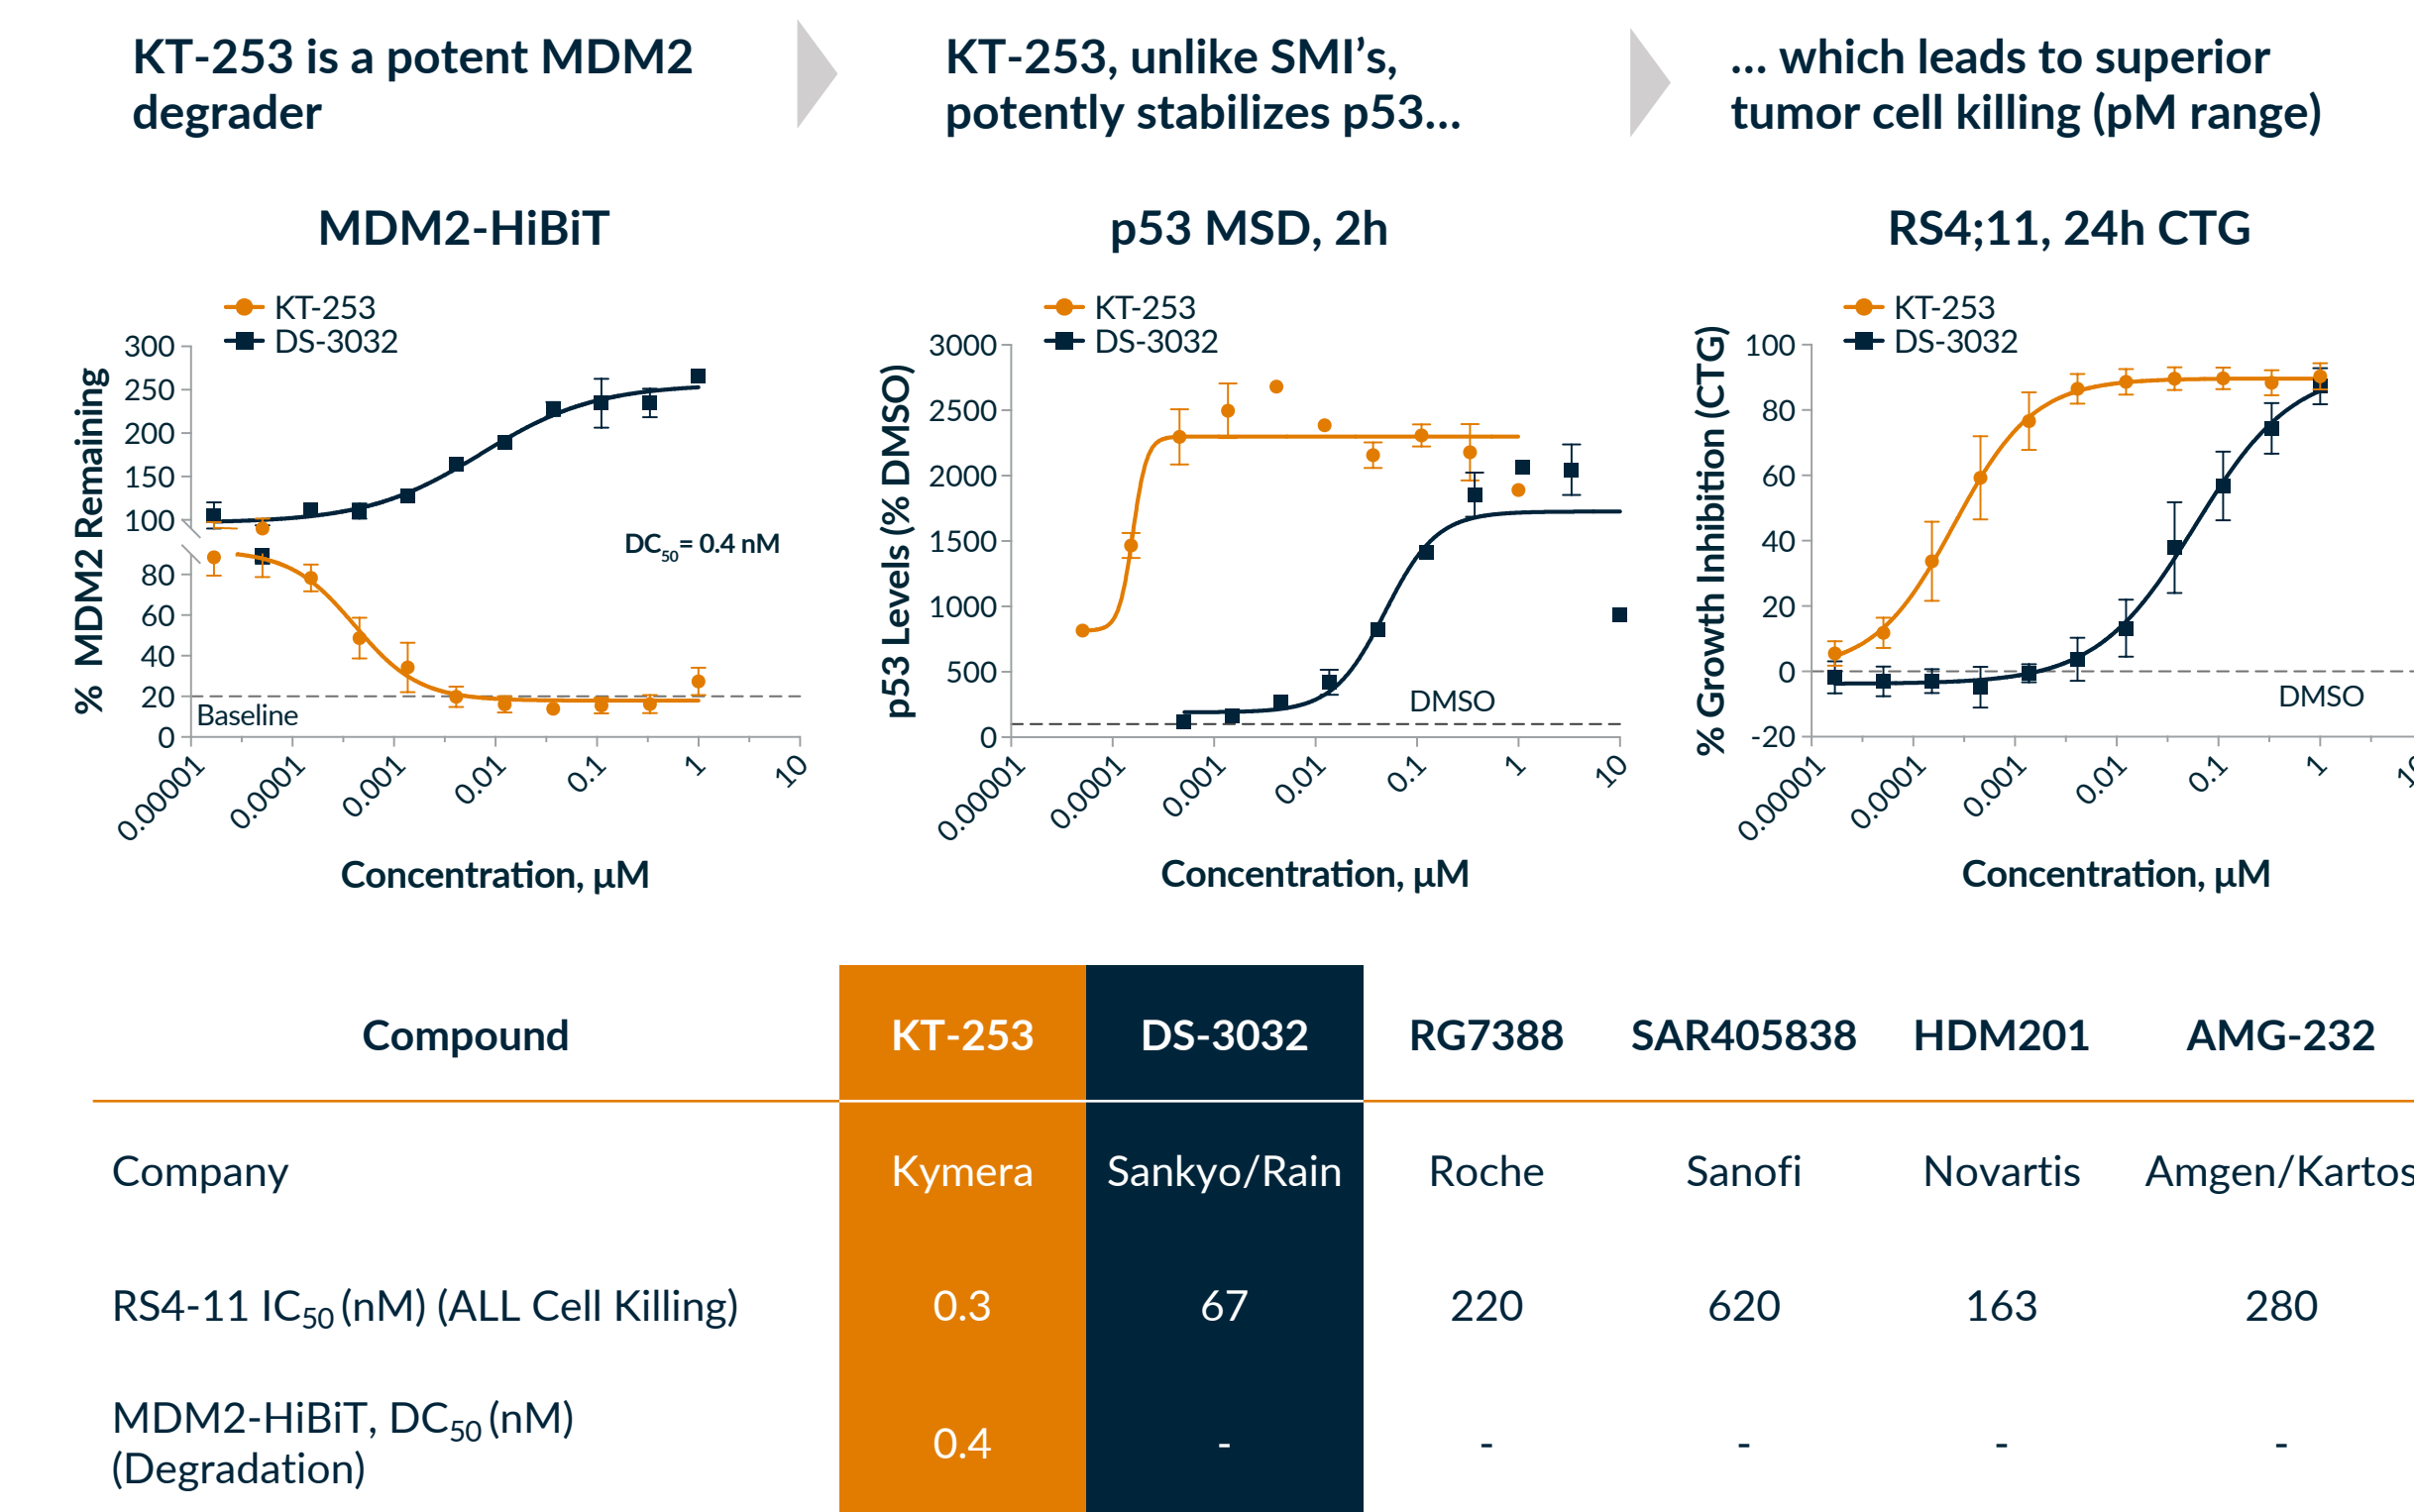 KT-253 is a potent MDM2
degrader
KT-253, unlike SMI's,
potently stabilizes p53...
... which leads to superior
tumor cell killing (pM range)
MDM2-HiBiT
KT-253
DS-3032
% MDM2 Remaining
300
250
200
150
100
80
60
40
20
0
DC50= 0.4 nM
Baseline
0.00001
0.0001
0.001
0.01
0.1
1
10
Concentration, µM
p53 MSD, 2h
KT-253
DS-3032
p53 Levels (% DMSO)
3000
2500
2000
1500
1000
500
0
DMSO
0.00001
0.0001
0.001
0.01
0.1
1
10
Concentration, µM
RS4;11, 24h CTG
KT-253
DS-3032
% Growth Inhibition (CTG)
100
80
60
40
20
0
-20
DMSO
0.00001
0.0001
0.001
0.01
0.1
1
Concentration, µM
Compound KT-253 DS-3032 RG7388 SAR405838 HDM201 AMG-232
Company Kymera Sankyo/Rain Roche Sanofi Novartis Amgen/Kartos
RS4-11 IC50 (nM) (ALL Cell Killing) 0.3 67 220 620 163 280
MDM2-HiBiT, DC50 (nM)
(Degradation) 0.4 - - - - -